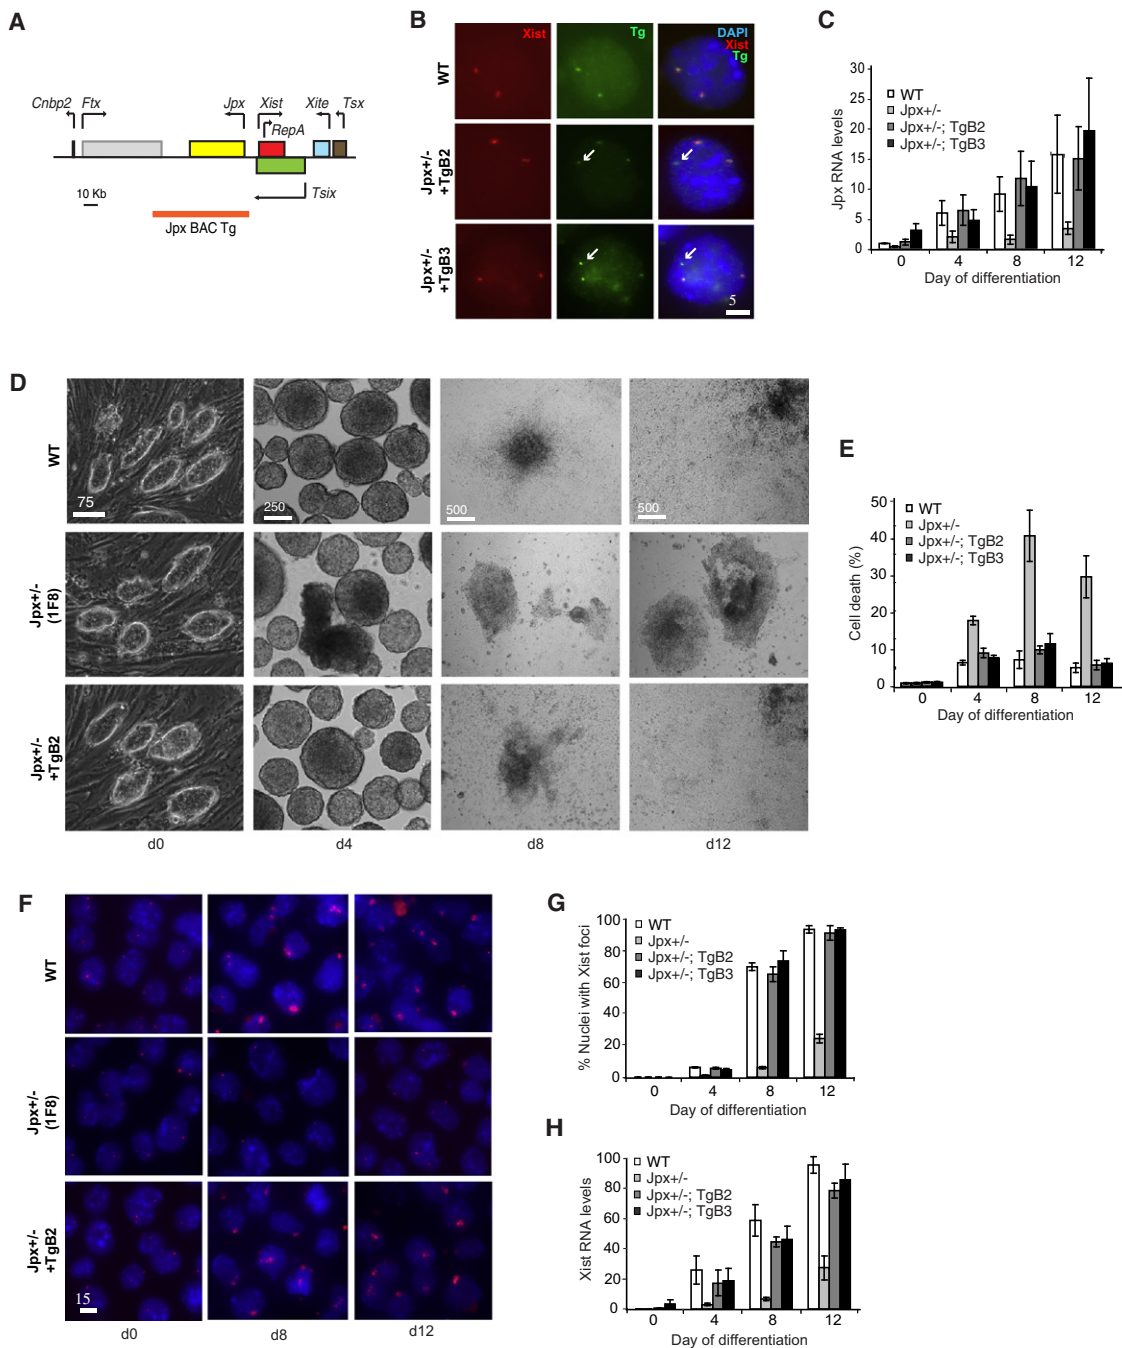 A
Cnbp2 Ftx Jpx Xist Xite Tsx
RepA
10 Kb
Tsix
Jpx BAC Tg
B
Xist
Tg
DAPI
Xist
Tg
WT
Jpx+/-
+TgB2
Jpx+/-
+TgB3
5
C
30
25
20
15
10
5
0
Jpx RNA levels
WT
Jpx+/-
Jpx+/-; TgB2
Jpx+/-; TgB3
0 4 8 12
Day of differentiation
D
WT
75
250
500
500
Jpx+/-
(1F8)
Jpx+/-
+TgB2
d0 d4 d8 d12
E
50
40
30
20
10
0
Cell death (%)
WT
Jpx+/-
Jpx+/-; TgB2
Jpx+/-; TgB3
0 4 8 12
Day of differentiation
F
WT
Jpx+/-
(1F8)
Jpx+/-
+TgB2
15
d0 d8 d12
G
100
80
60
40
20
0
% Nuclei with Xist foci
WT
Jpx+/-
Jpx+/-; TgB2
Jpx+/-; TgB3
0 4 8 12
Day of differentiation
H
100
80
60
40
20
0
Xist RNA levels
WT
Jpx+/-
Jpx+/-; TgB2
Jpx+/-; TgB3
0 4 8 12
Day of differentiation